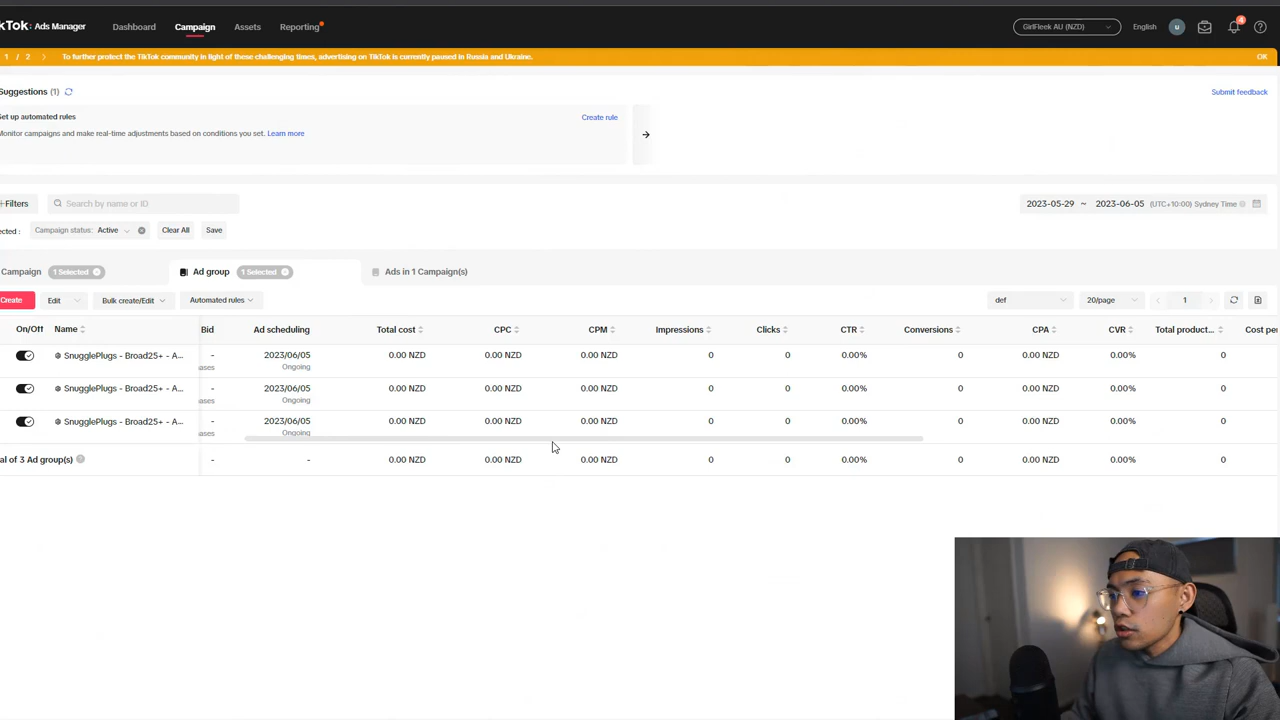 kTok: Ads Manager Dashboard Campaign Assets Reporting GirlFleek AU (NZD) English u 4
1 / 2 To further protect the TikTok community in light of these challenging times, advertising on TikTok is currently paused in Russia and Ukraine. OK
Suggestions (1) Submit feedback
Set up automated rules Create rule
Monitor campaigns and make real-time adjustments based on conditions you set. Learn more
+Filters Search by name or ID 2023-05-29 ~ 2023-06-05 (UTC+10:00) Sydney Time
ected : Campaign status: Active Clear All Save
Campaign 1 Selected Ad group 1 Selected Ads in 1 Campaign(s)
Create Edit Bulk create/Edit Automated rules def 20/page 1
On/Off Name Bid Ad scheduling Total cost CPC CPM Impressions Clicks CTR Conversions CPA CVR Total product... Cost pe
SnugglePlugs - Broad25+ - A... - 2023/06/05 0.00 NZD 0.00 NZD 0.00 NZD 0 0 0.00% 0 0.00 NZD 0.00% 0
ases Ongoing
SnugglePlugs - Broad25+ - A... - 2023/06/05 0.00 NZD 0.00 NZD 0.00 NZD 0 0 0.00% 0 0.00 NZD 0.00% 0
ases Ongoing
SnugglePlugs - Broad25+ - A... - 2023/06/05 0.00 NZD 0.00 NZD 0.00 NZD 0 0 0.00% 0 0.00 NZD 0.00% 0
ases Ongoing
al of 3 Ad group(s) - - 0.00 NZD 0.00 NZD 0.00 NZD 0 0 0.00% 0 0.00 NZD 0.00% 0